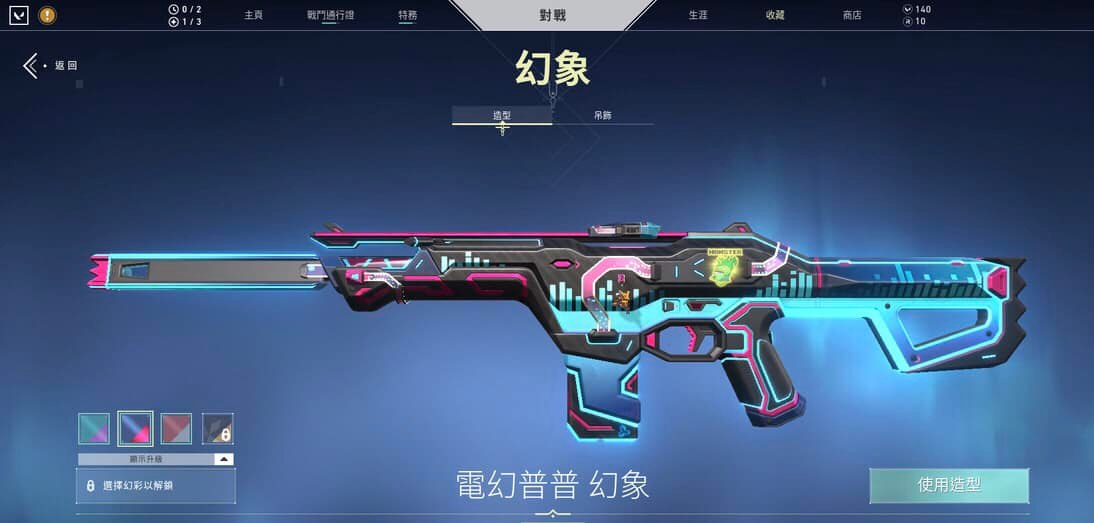 0 / 2
1 / 3
主頁
戰鬥通行證
特務
對戰
生涯
收藏
商店
140
10
返回
幻象
造型
吊飾
MONSTER
顯示升級
選擇幻彩以解鎖
電幻普普 幻象
使用造型